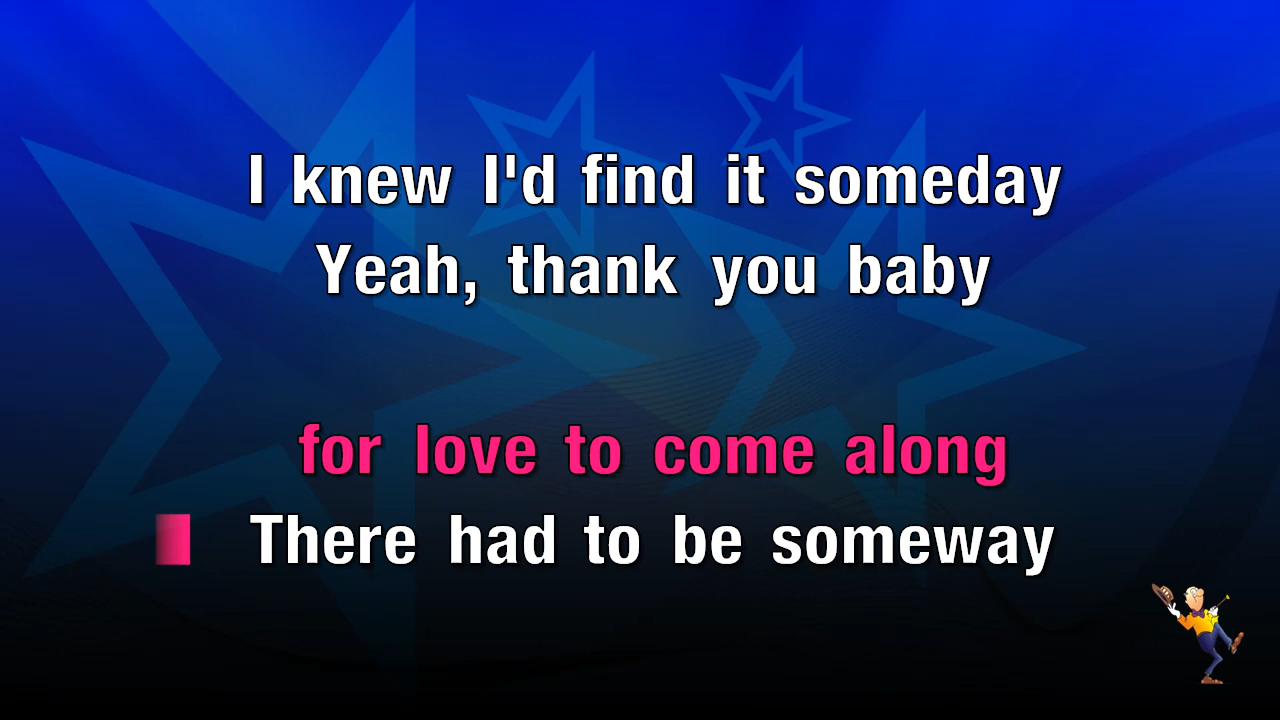 I knew I'd find it someday
Yeah, thank you baby
for love to come along
There had to be someway